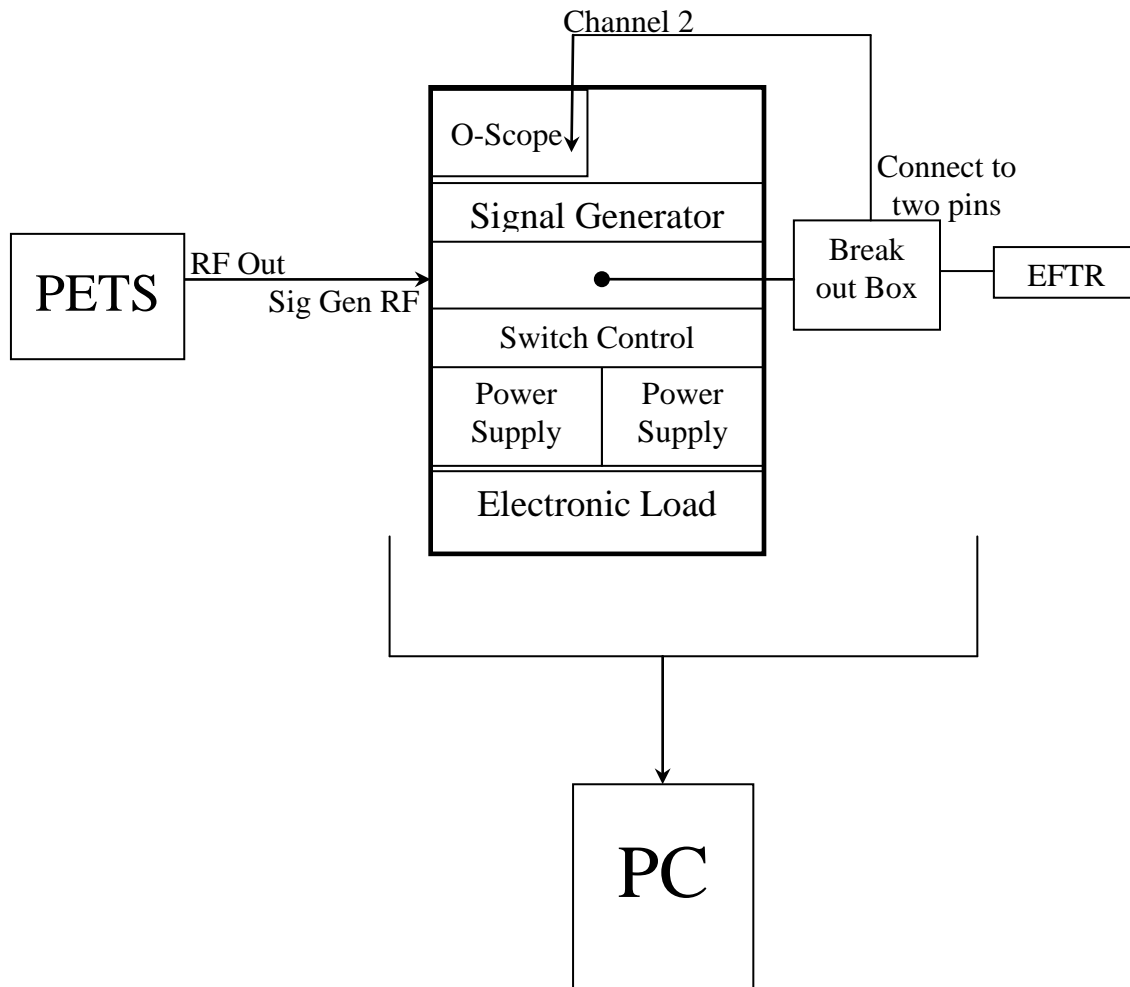 Channel 2
O-Scope
Connect to
two pins
Signal Generator
PETS
RF Out
Sig Gen RF
Break
out Box
EFTR
Switch Control
Power
Supply
Power
Supply
Electronic Load
PC